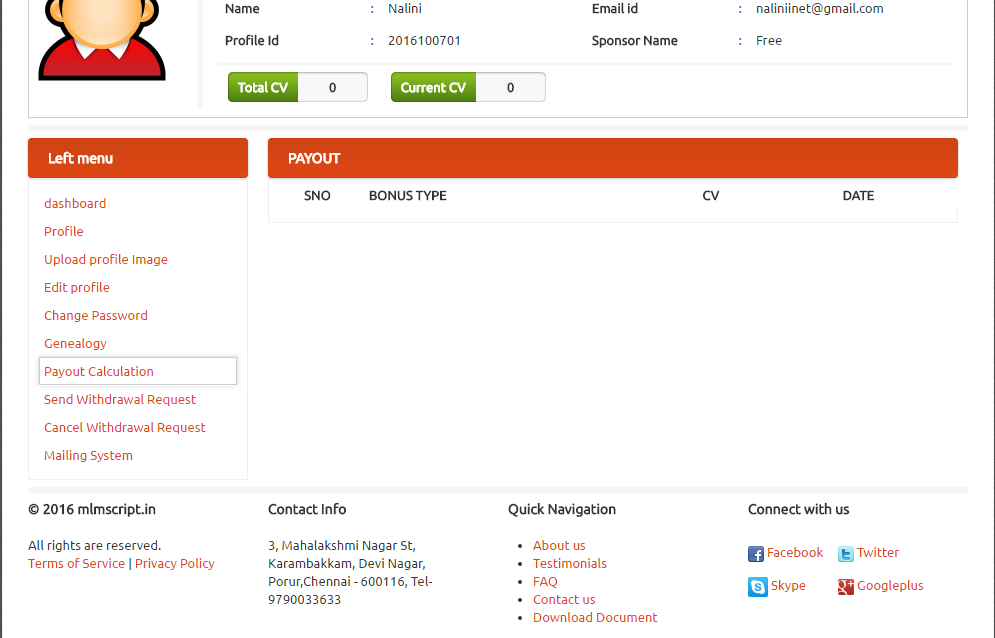 Name : Nalini Email id : naliniinet@gmail.com
Profile Id : 2016100701 Sponsor Name : Free
Total CV 0 Current CV 0
Left menu
dashboard
Profile
Upload profile Image
Edit profile
Change Password
Genealogy
Payout Calculation
Send Withdrawal Request
Cancel Withdrawal Request
Mailing System
PAYOUT
SNO BONUS TYPE CV DATE
© 2016 mlmscript.in
All rights are reserved.
Terms of Service | Privacy Policy
Contact Info
3, Mahalakshmi Nagar St,
Karambakkam, Devi Nagar,
Porur,Chennai - 600116, Tel-
9790033633
Quick Navigation
• About us
• Testimonials
• FAQ
• Contact us
• Download Document
Connect with us
Facebook Twitter
Skype Googleplus